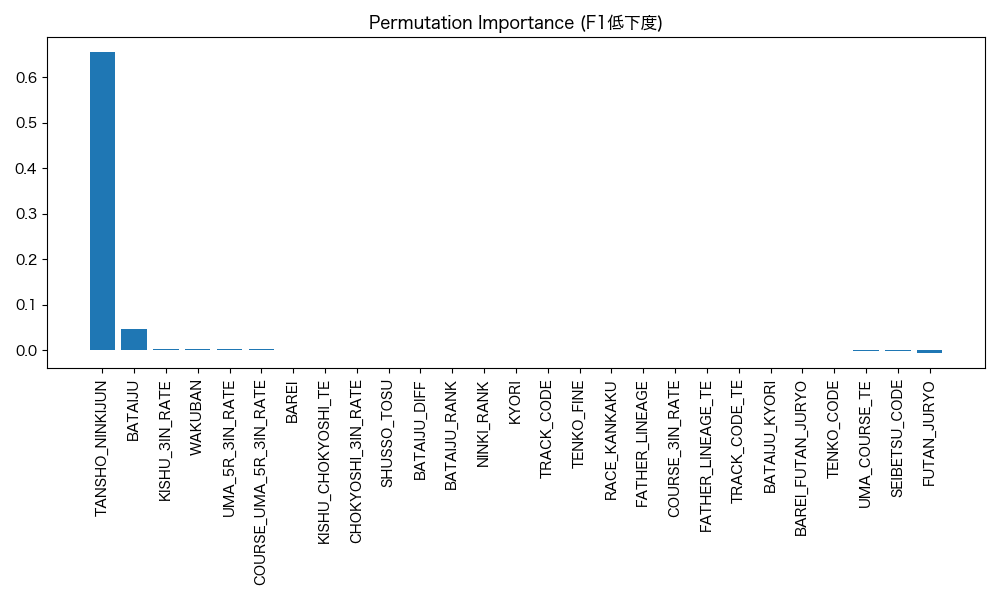 Permutation Importance (F1低下度)
0.6
0.5
0.4
0.3
0.2
0.1
0.0
TANSHO_NINKIJUN
BATAIJU
KISHU_3IN_RATE
WAKUBAN
UMA_5R_3IN_RATE
COURSE_UMA_5R_3IN_RATE
BAREI
KISHU_CHOKYOSHI_TE
CHOKYOSHI_3IN_RATE
SHUSSO_TOSU
BATAIJU_DIFF
BATAIJU_RANK
NINKI_RANK
KYORI
TRACK_CODE
TENKO_FINE
RACE_KANKAKU
FATHER_LINEAGE
COURSE_3IN_RATE
FATHER_LINEAGE_TE
TRACK_CODE_TE
BATAIJU_KYORI
BAREI_FUTAN_JURYO
TENKO_CODE
UMA_COURSE_TE
SEIBETSU_CODE
FUTAN_JURYO